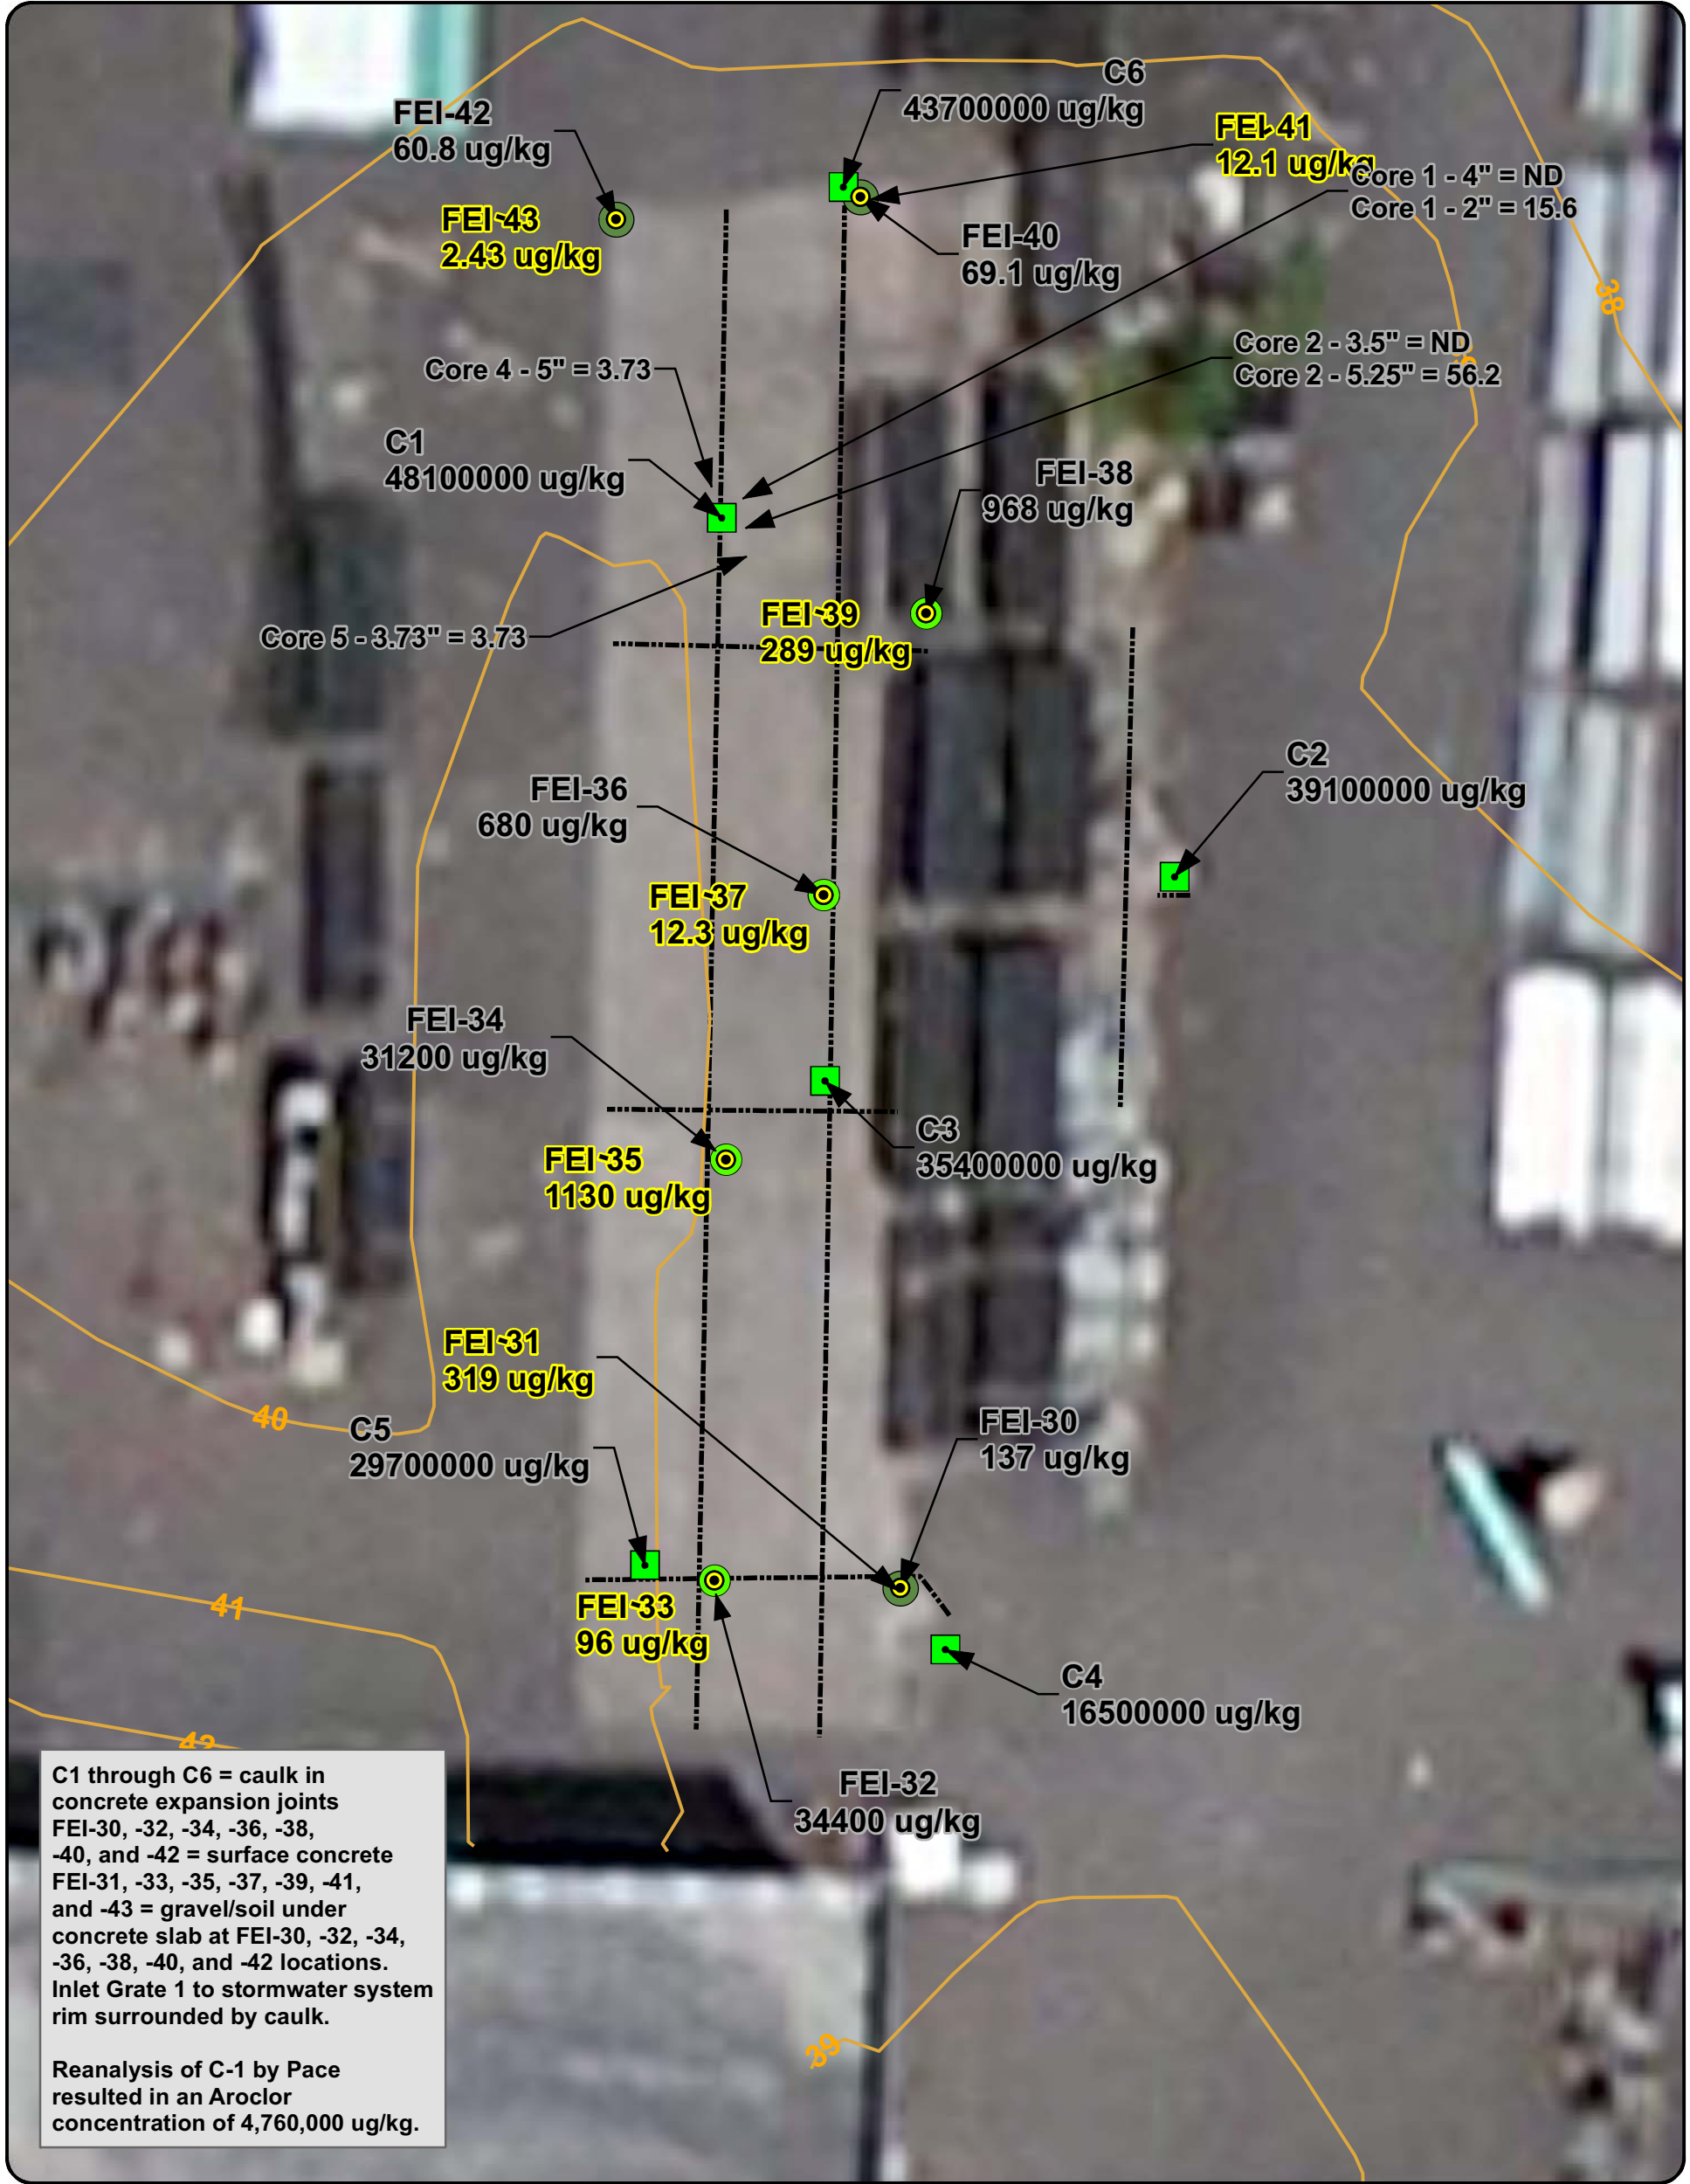 C6
43700000 ug/kg
FEI-42
60.8 ug/kg
FEI-41
12.1 ug/kg
Core 1 - 4" = ND
Core 1 - 2" = 15.6
FEI-43
2.43 ug/kg
FEI-40
69.1 ug/kg
38
Core 2 - 3.5" = ND
Core 2 - 5.25" = 56.2
Core 4 - 5" = 3.73
C1
48100000 ug/kg
FEI-38
968 ug/kg
FEI-39
289 ug/kg
Core 5 - 3.73" = 3.73
C2
39100000 ug/kg
FEI-36
680 ug/kg
FEI-37
12.3 ug/kg
FEI-34
31200 ug/kg
C3
35400000 ug/kg
FEI-35
1130 ug/kg
FEI-31
319 ug/kg
40
C5
29700000 ug/kg
FEI-30
137 ug/kg
41
FEI-33
96 ug/kg
C4
16500000 ug/kg
42
FEI-32
34400 ug/kg
C1 through C6 = caulk in
concrete expansion joints
FEI-30, -32, -34, -36, -38,
-40, and -42 = surface concrete
FEI-31, -33, -35, -37, -39, -41,
and -43 = gravel/soil under
concrete slab at FEI-30, -32, -34,
-36, -38, -40, and -42 locations.
Inlet Grate 1 to stormwater system
rim surrounded by caulk.
Reanalysis of C-1 by Pace
resulted in an Aroclor
concentration of 4,760,000 ug/kg.
39